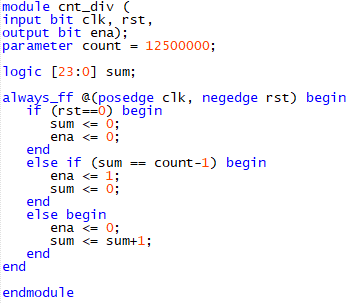 module cnt_div (
input bit clk, rst,
output bit ena);
parameter count = 12500000;

logic [23:0] sum;

always_ff @(posedge clk, negedge rst) begin
   if (rst==0) begin
      sum <= 0;
      ena <= 0;
   end
   else if (sum == count-1) begin
      ena <= 1;
      sum <= 0;
   end
   else begin
      ena <= 0;
      sum <= sum+1;
   end
end

endmodule